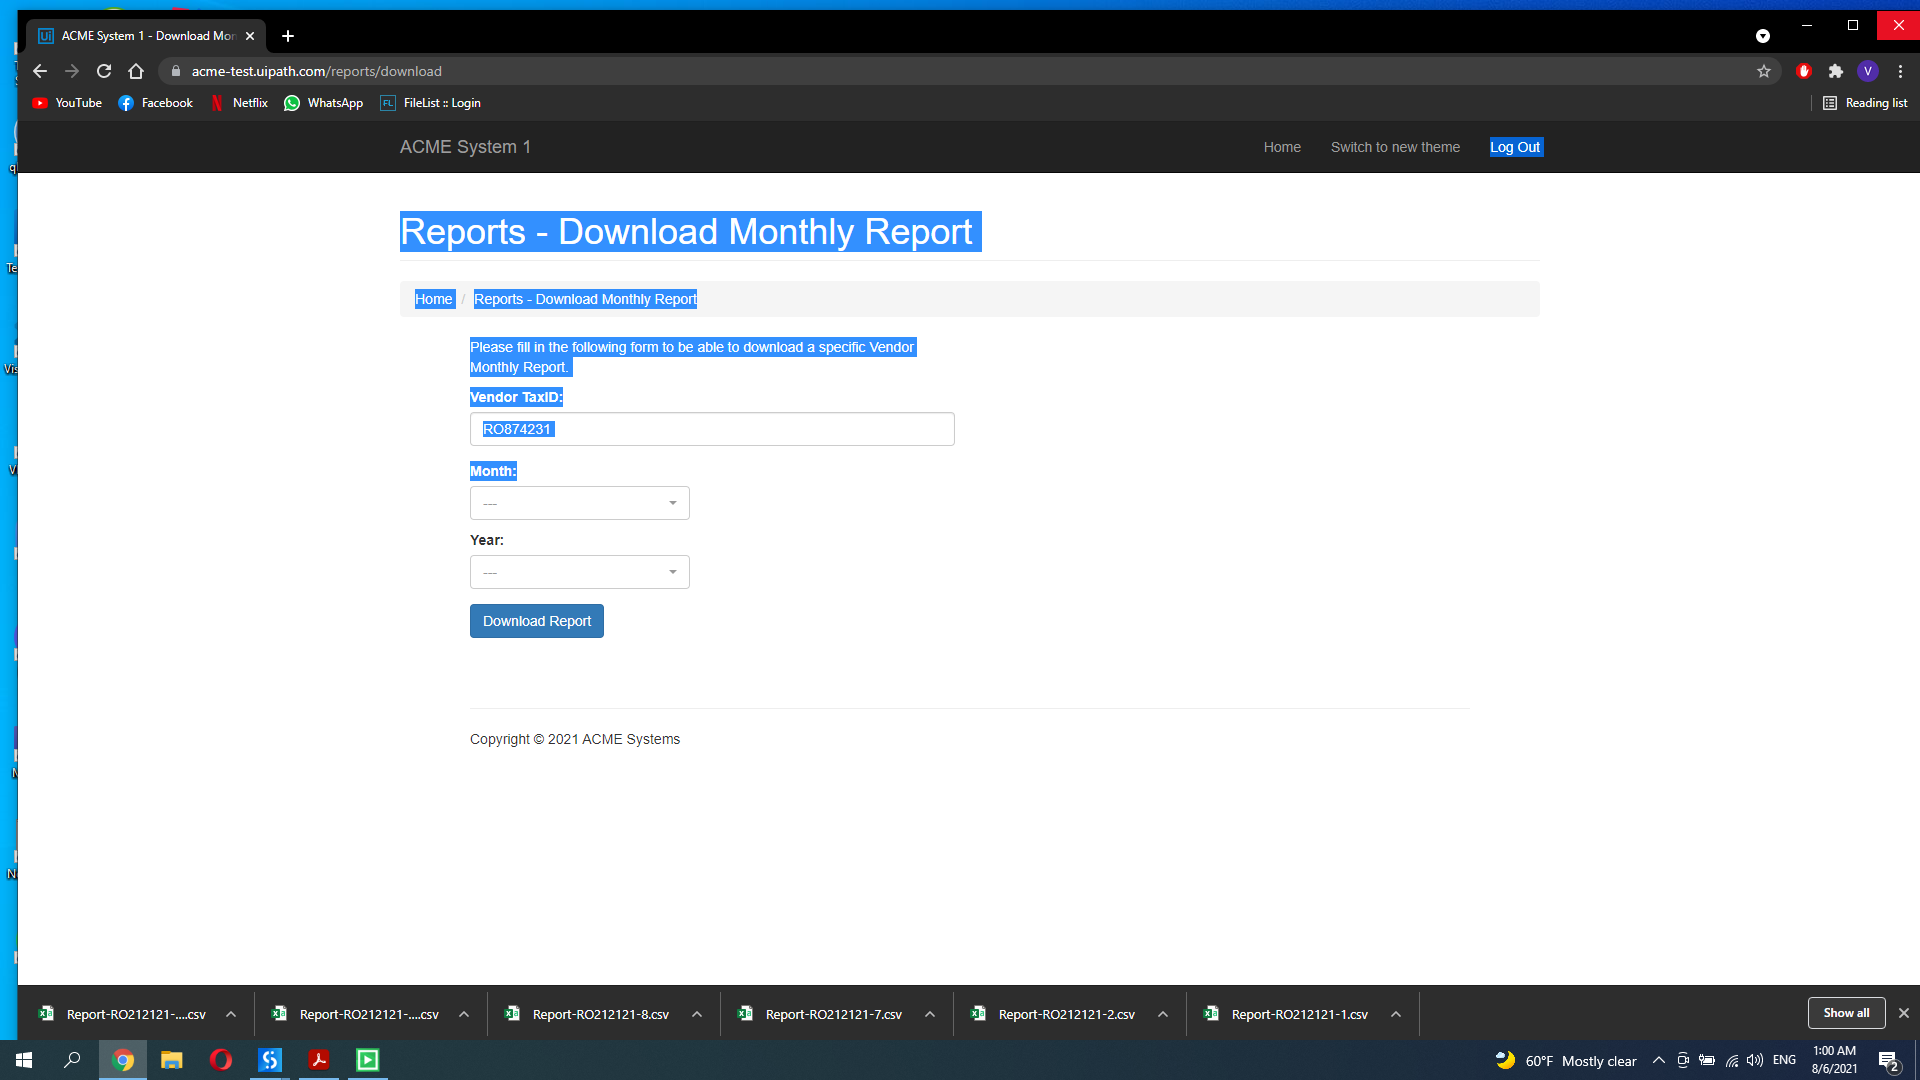 ACME System 1 - Download Mon
acme-test.uipath.com/reports/download
YouTube Facebook Netflix WhatsApp FileList :: Login Reading list
ACME System 1 Home Switch to new theme Log Out
Reports - Download Monthly Report
Home / Reports - Download Monthly Report
Please fill in the following form to be able to download a specific Vendor
Monthly Report.
Vendor TaxID:
RO874231
Month:
---
Year:
---
Download Report
Copyright © 2021 ACME Systems
Report-RO212121-....csv Report-RO212121-....csv Report-RO212121-8.csv Report-RO212121-7.csv Report-RO212121-2.csv Report-RO212121-1.csv Show all
60°F Mostly clear ENG 1:00 AM
8/6/2021 2